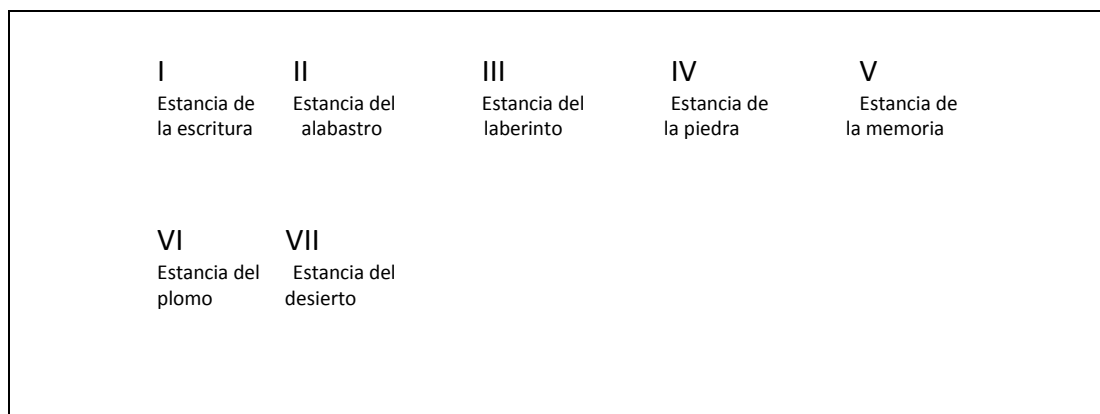 I II III IV V
Estancia de Estancia del Estancia del Estancia de Estancia de
la escritura alabastro laberinto la piedra la memoria
VI VII
Estancia del Estancia del
plomo desierto